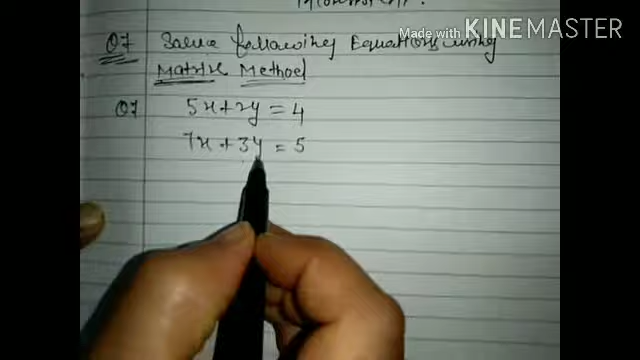 Made with KINEMASTER
Q7 Solve following Equations using
Matrix Method
Q7 5x+2y = 4
7x + 3y = 5